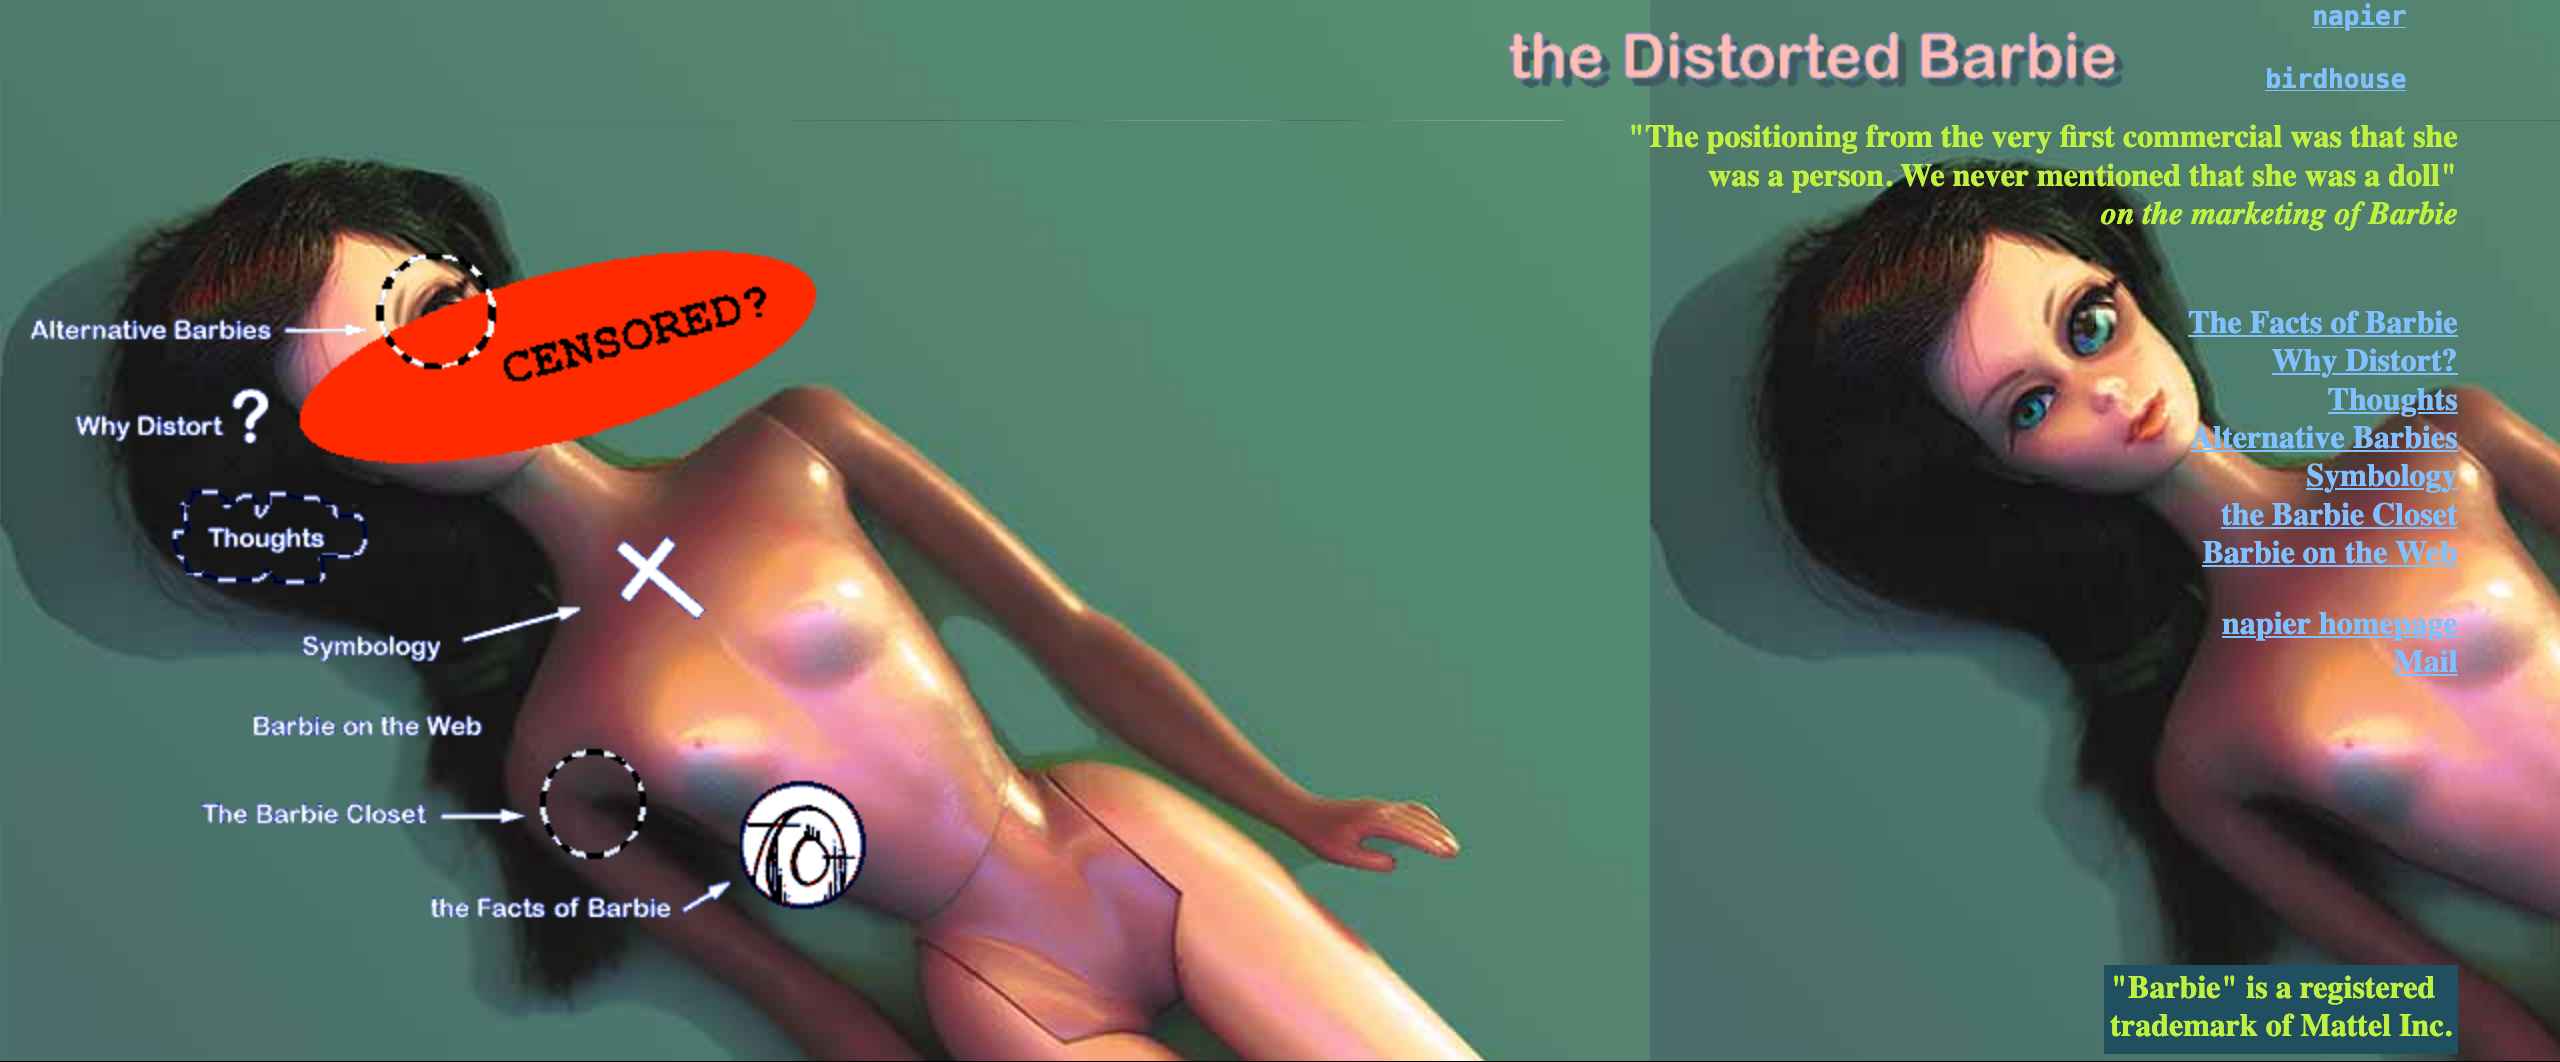 the Distorted Barbie
napier
birdhouse
"The positioning from the very first commercial was that she
was a person. We never mentioned that she was a doll"
on the marketing of Barbie
CENSORED?
Alternative Barbies
Why Distort ?
Thoughts
Symbology
Barbie on the Web
The Barbie Closet
the Facts of Barbie
The Facts of Barbie
Why Distort?
Thoughts
Alternative Barbies
Symbology
the Barbie Closet
Barbie on the Web
napier homepage
Mail
"Barbie" is a registered
trademark of Mattel Inc.